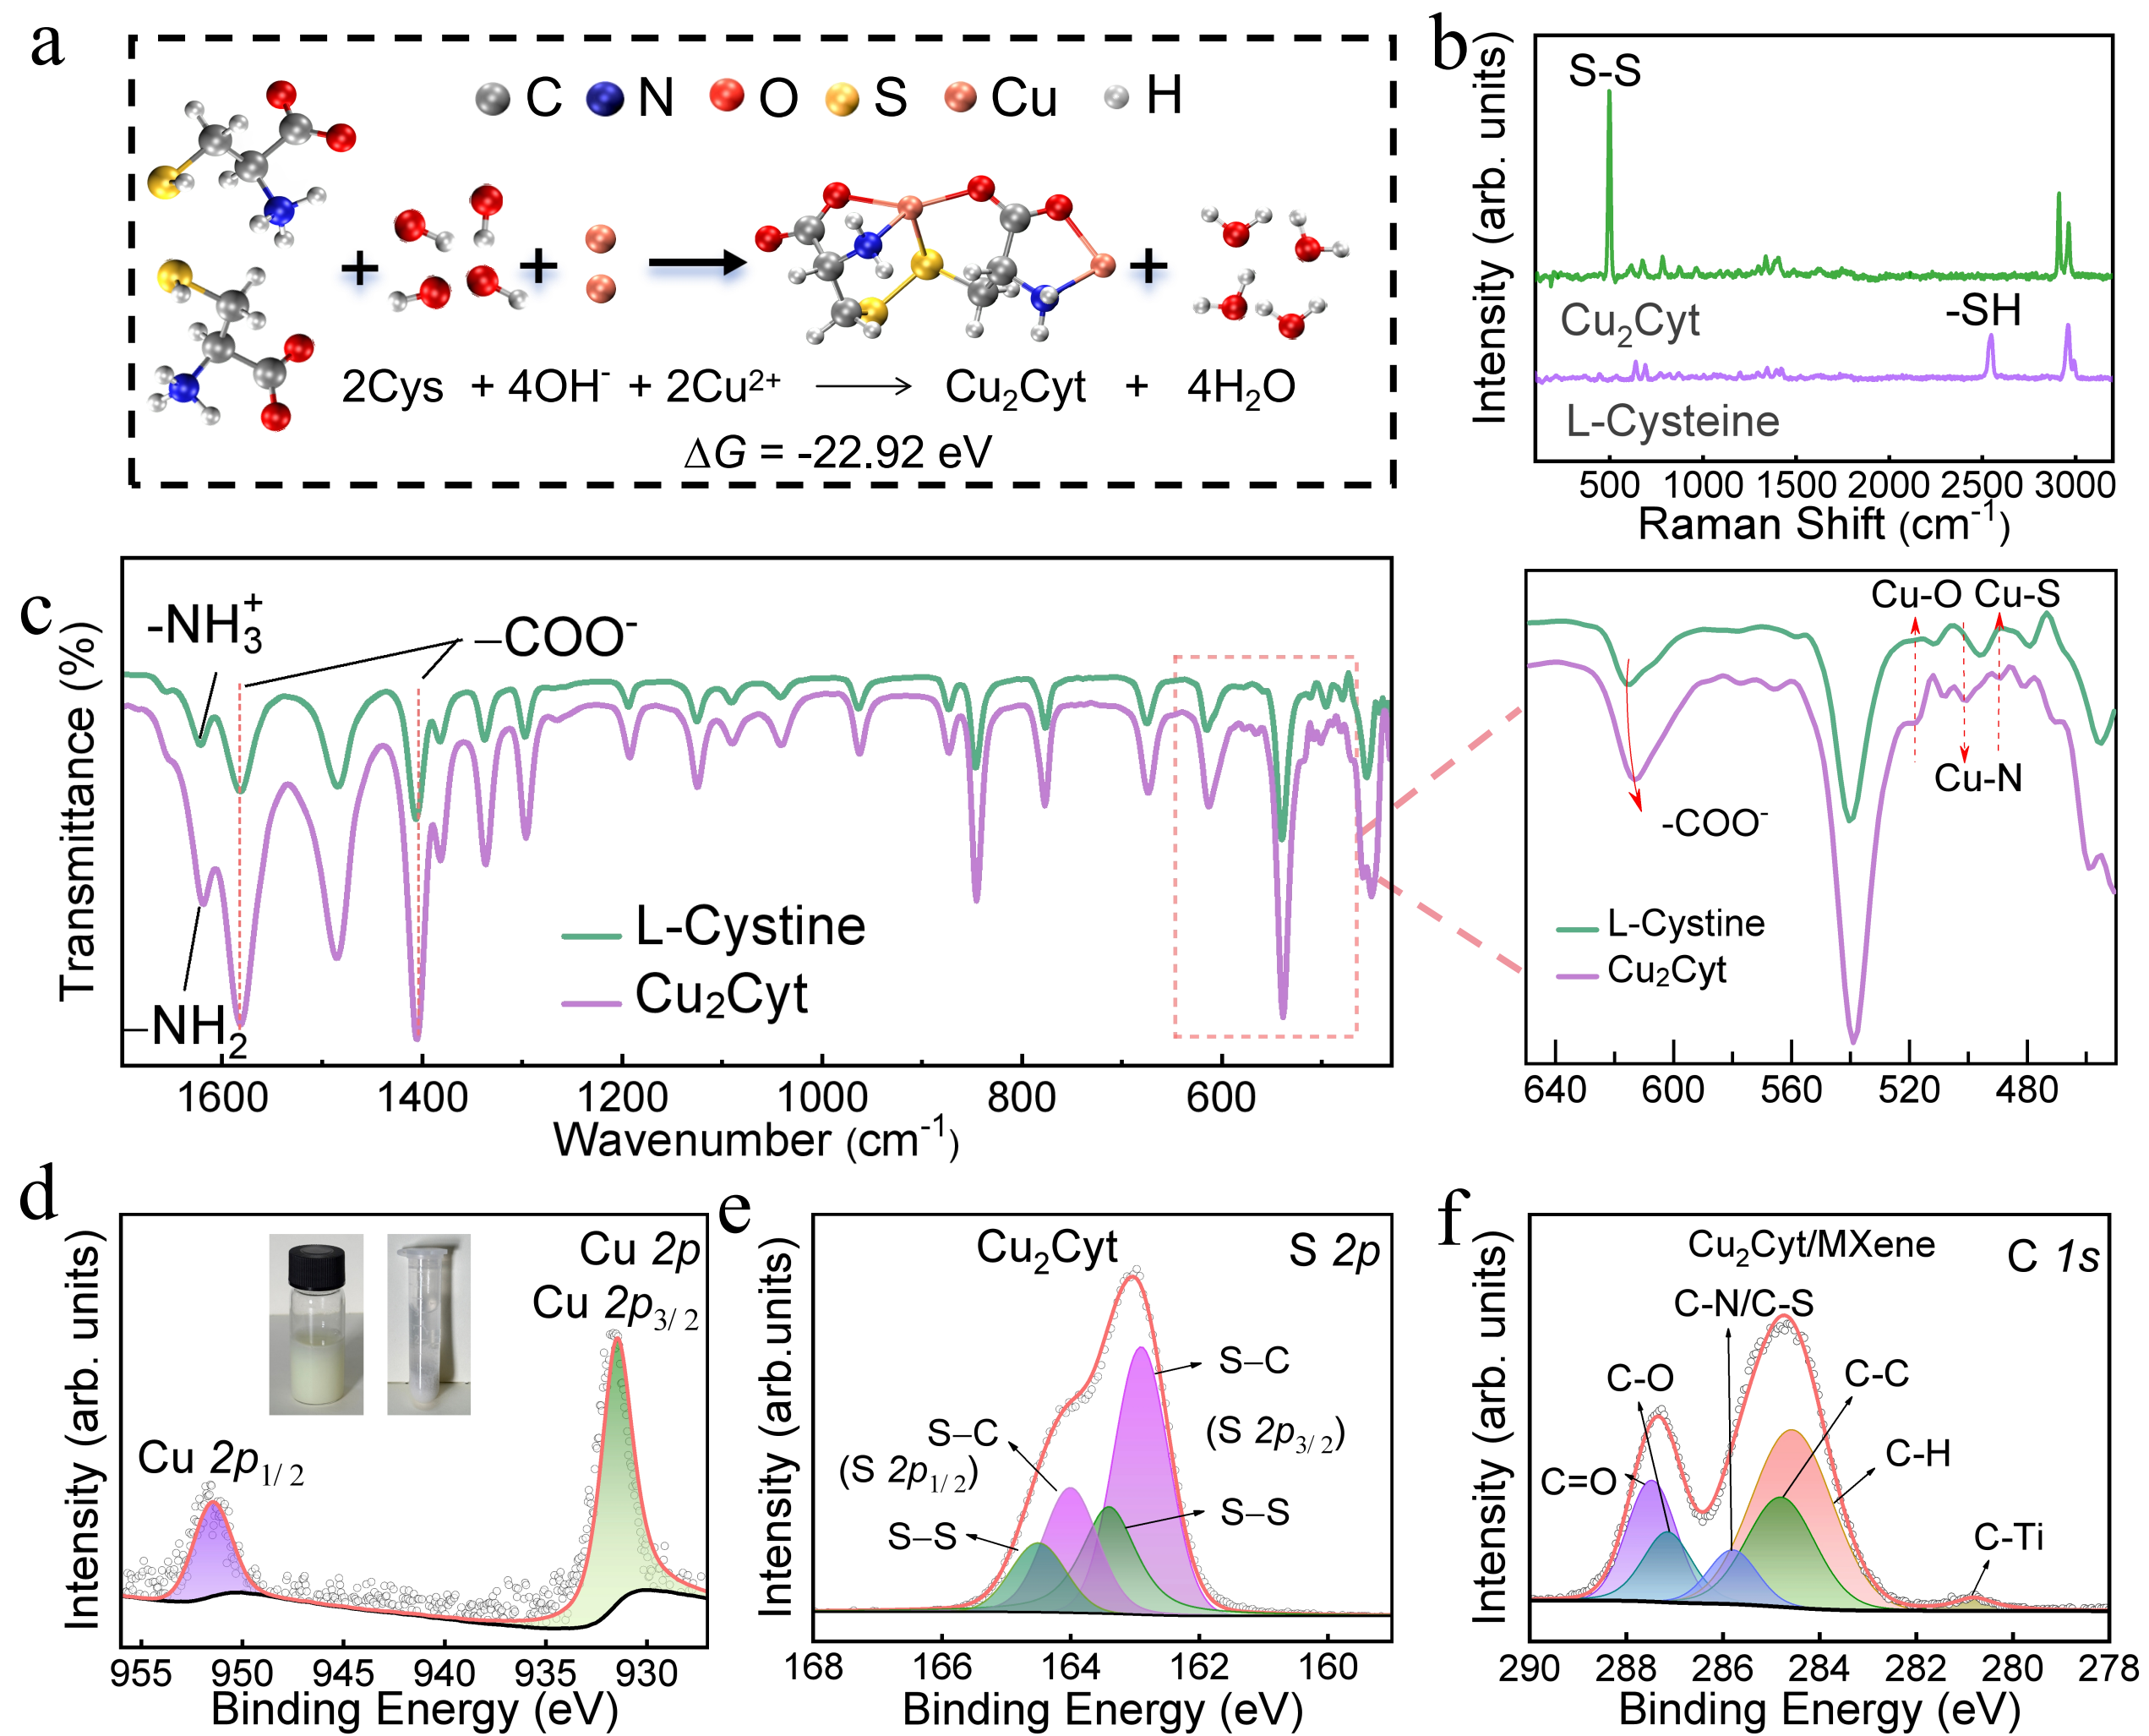 a
C N O S Cu H
+ + +
2Cys + 4OH⁻ + 2Cu²⁺ ⟶ Cu₂Cyt + 4H₂O
ΔG = -22.92 eV
b
Intensity (arb. units)
S-S
Cu₂Cyt
-SH
L-Cysteine
500 1000 1500 2000 2500 3000
Raman Shift (cm⁻¹)
c
Transmittance (%)
-NH₃⁺
–COO⁻
–NH₂
L-Cystine
Cu₂Cyt
1600 1400 1200 1000 800 600
Wavenumber (cm⁻¹)
Cu-O Cu-S
Cu-N
-COO⁻
L-Cystine
Cu₂Cyt
640 600 560 520 480
d
Intensity (arb. units)
Cu 2p
Cu 2p₃/₂
Cu 2p₁/₂
955 950 945 940 935 930
Binding Energy (eV)
e
Intensity (arb.units)
Cu₂Cyt S 2p
S–C
(S 2p₃/₂)
S–C
(S 2p₁/₂)
S–S
S–S
168 166 164 162 160
Binding Energy (eV)
f
Intensity (arb. units)
Cu₂Cyt/MXene
C 1s
C-N/C-S
C-O
C-C
C=O
C-H
C-Ti
290 288 286 284 282 280 278
Binding Energy (eV)